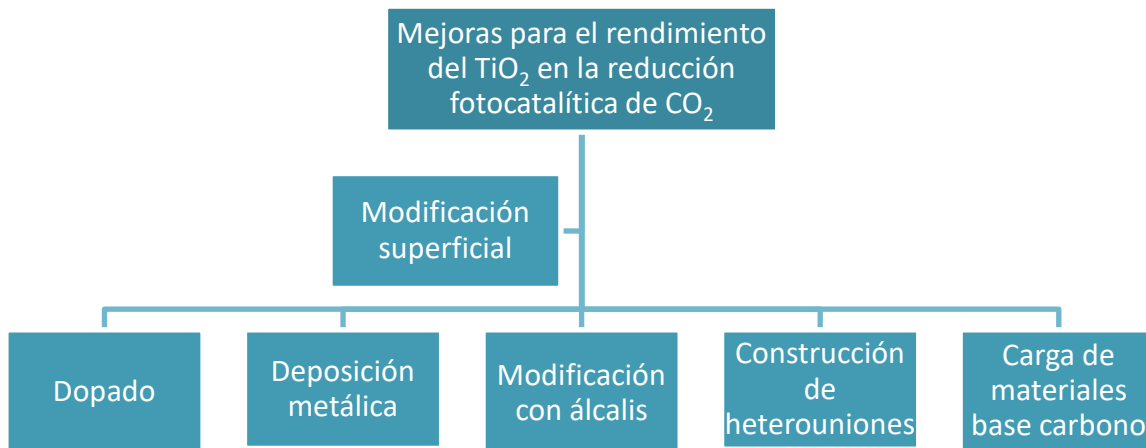 Mejoras para el rendimiento
del TiO₂ en la reducción
fotocatalítica de CO₂
Modificación
superficial
Dopado
Deposición
metálica
Modificación
con álcalis
Construcción
de
heterouniones
Carga de
materiales
base carbono